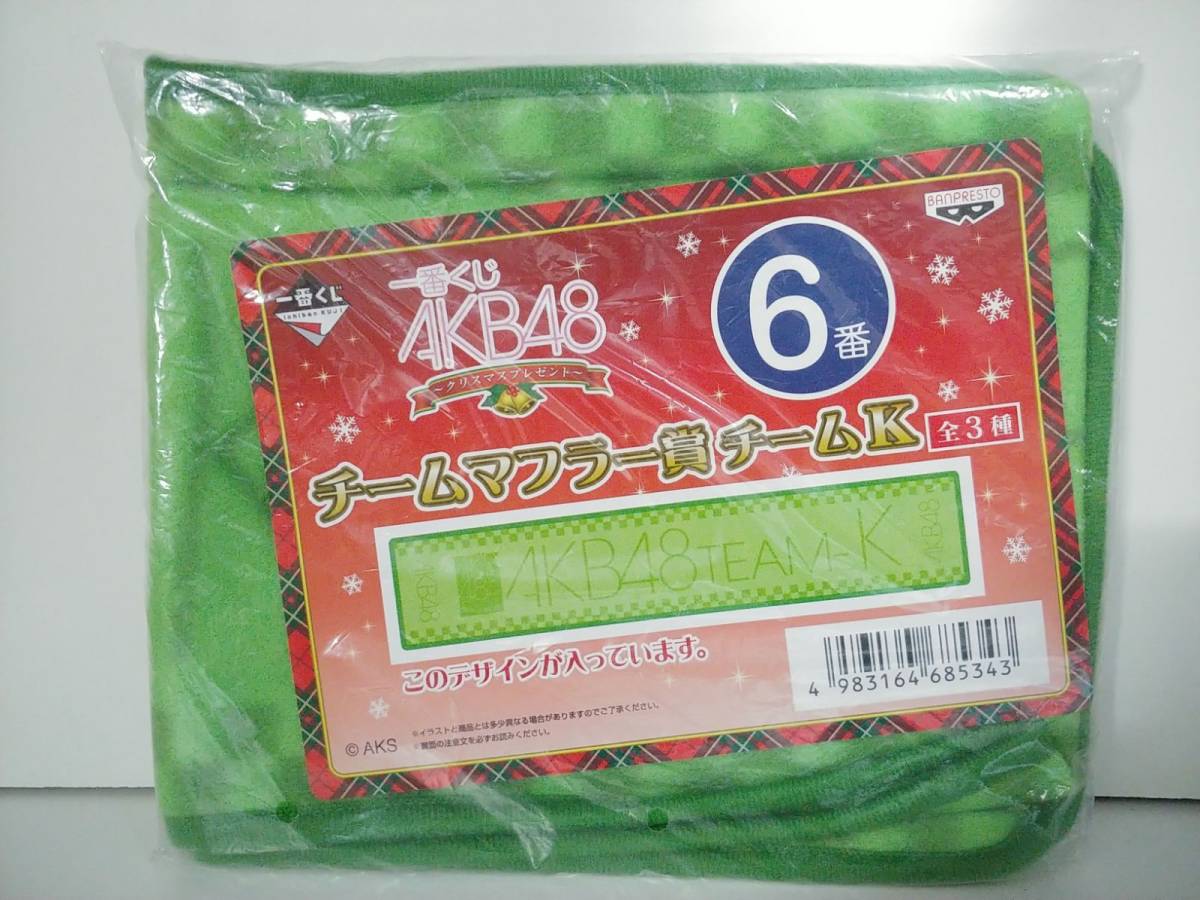 BANPRESTO
一番くじ
Ichiban KUJI
一番くじ
AKB48
~クリスマスプレゼント~
6番
チームマフラー賞 チームK
全3種
AKB48
AKB48 TEAM-K
AKB48
このデザインが入っています。
4 983164 685343
※イラストと商品とは多少異なる場合がありますのでご了承ください。
※裏面の注意文を必ずお読みください。
© AKS